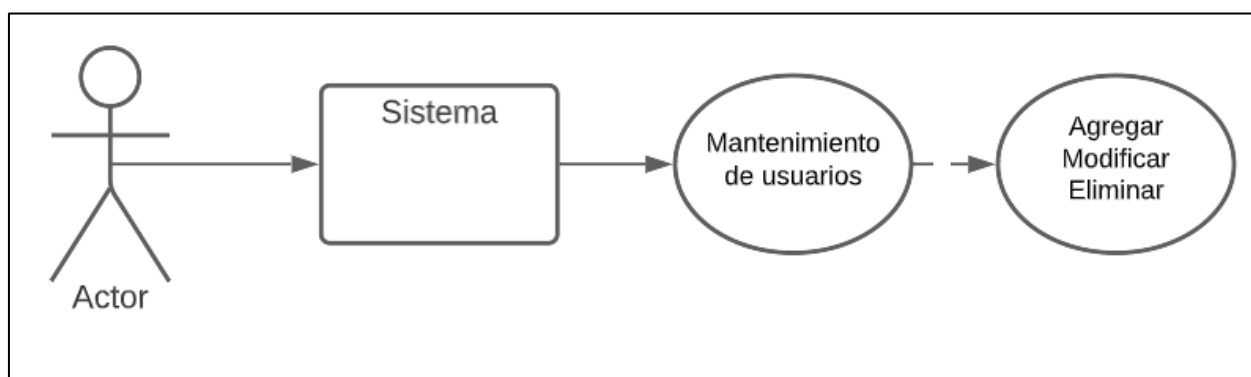 Sistema
Mantenimiento
de usuarios
Agregar
Modificar
Eliminar
Actor